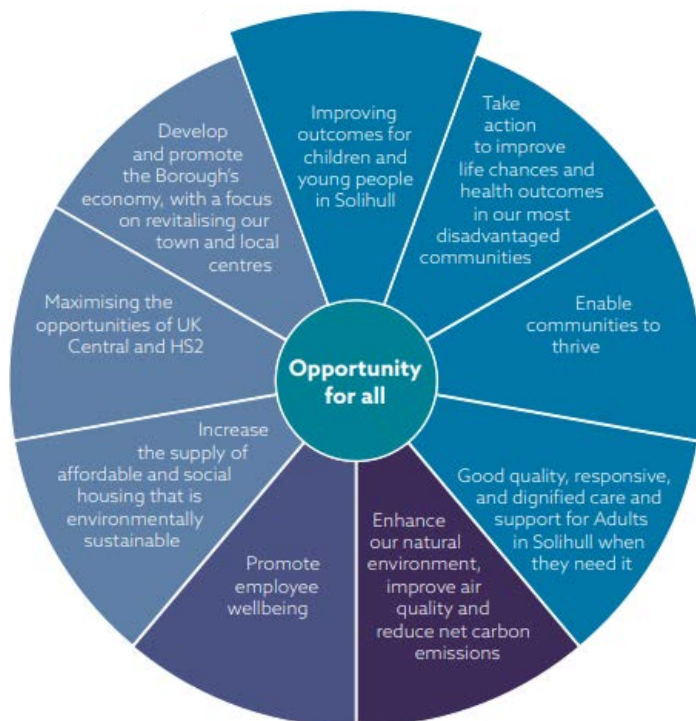 Improving
outcomes for
children and
young people
in Solihull
Take
action
to improve
life chances and
health outcomes
in our most
disadvantaged
communities
Enable
communities to
thrive
Good quality, responsive,
and dignified care and
support for Adults
in Solihull when
they need it
Enhance
our natural
environment,
improve air
quality and
reduce net carbon
emissions
Promote
employee
wellbeing
Increase
the supply of
affordable and social
housing that is
environmentally
sustainable
Maximising the
opportunities of UK
Central and HS2
Develop
and promote
the Borough's
economy, with a focus
on revitalising our
town and local
centres
Opportunity
for all